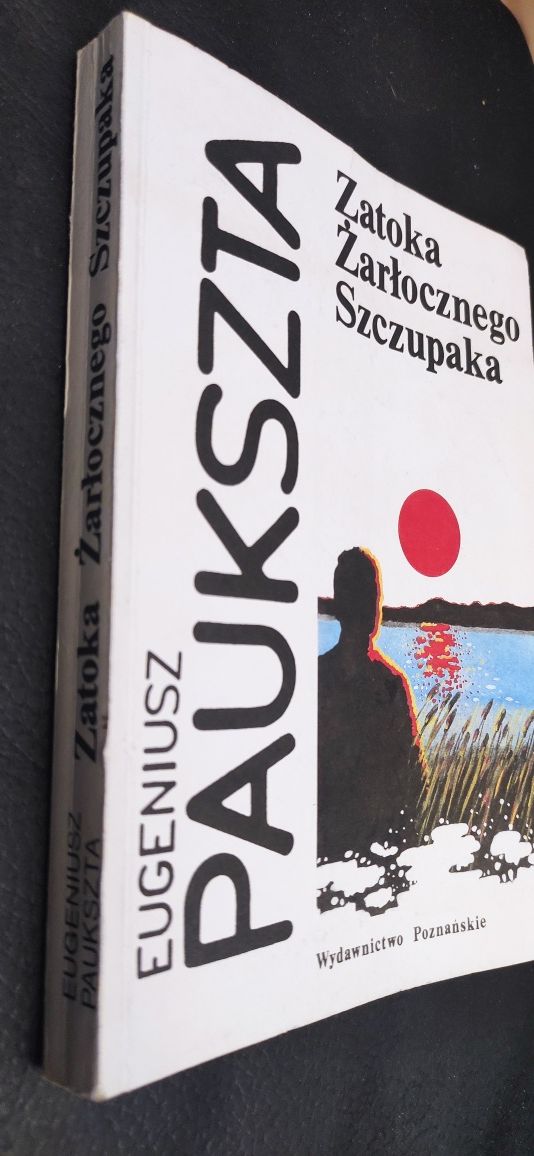 EUGENIUSZ
PAUKSZTA
Zatoka Żarłocznego Szczupaka
EUGENIUSZ
PAUKSZTA
Zatoka
Żarłocznego
Szczupaka
Wydawnictwo Poznańskie